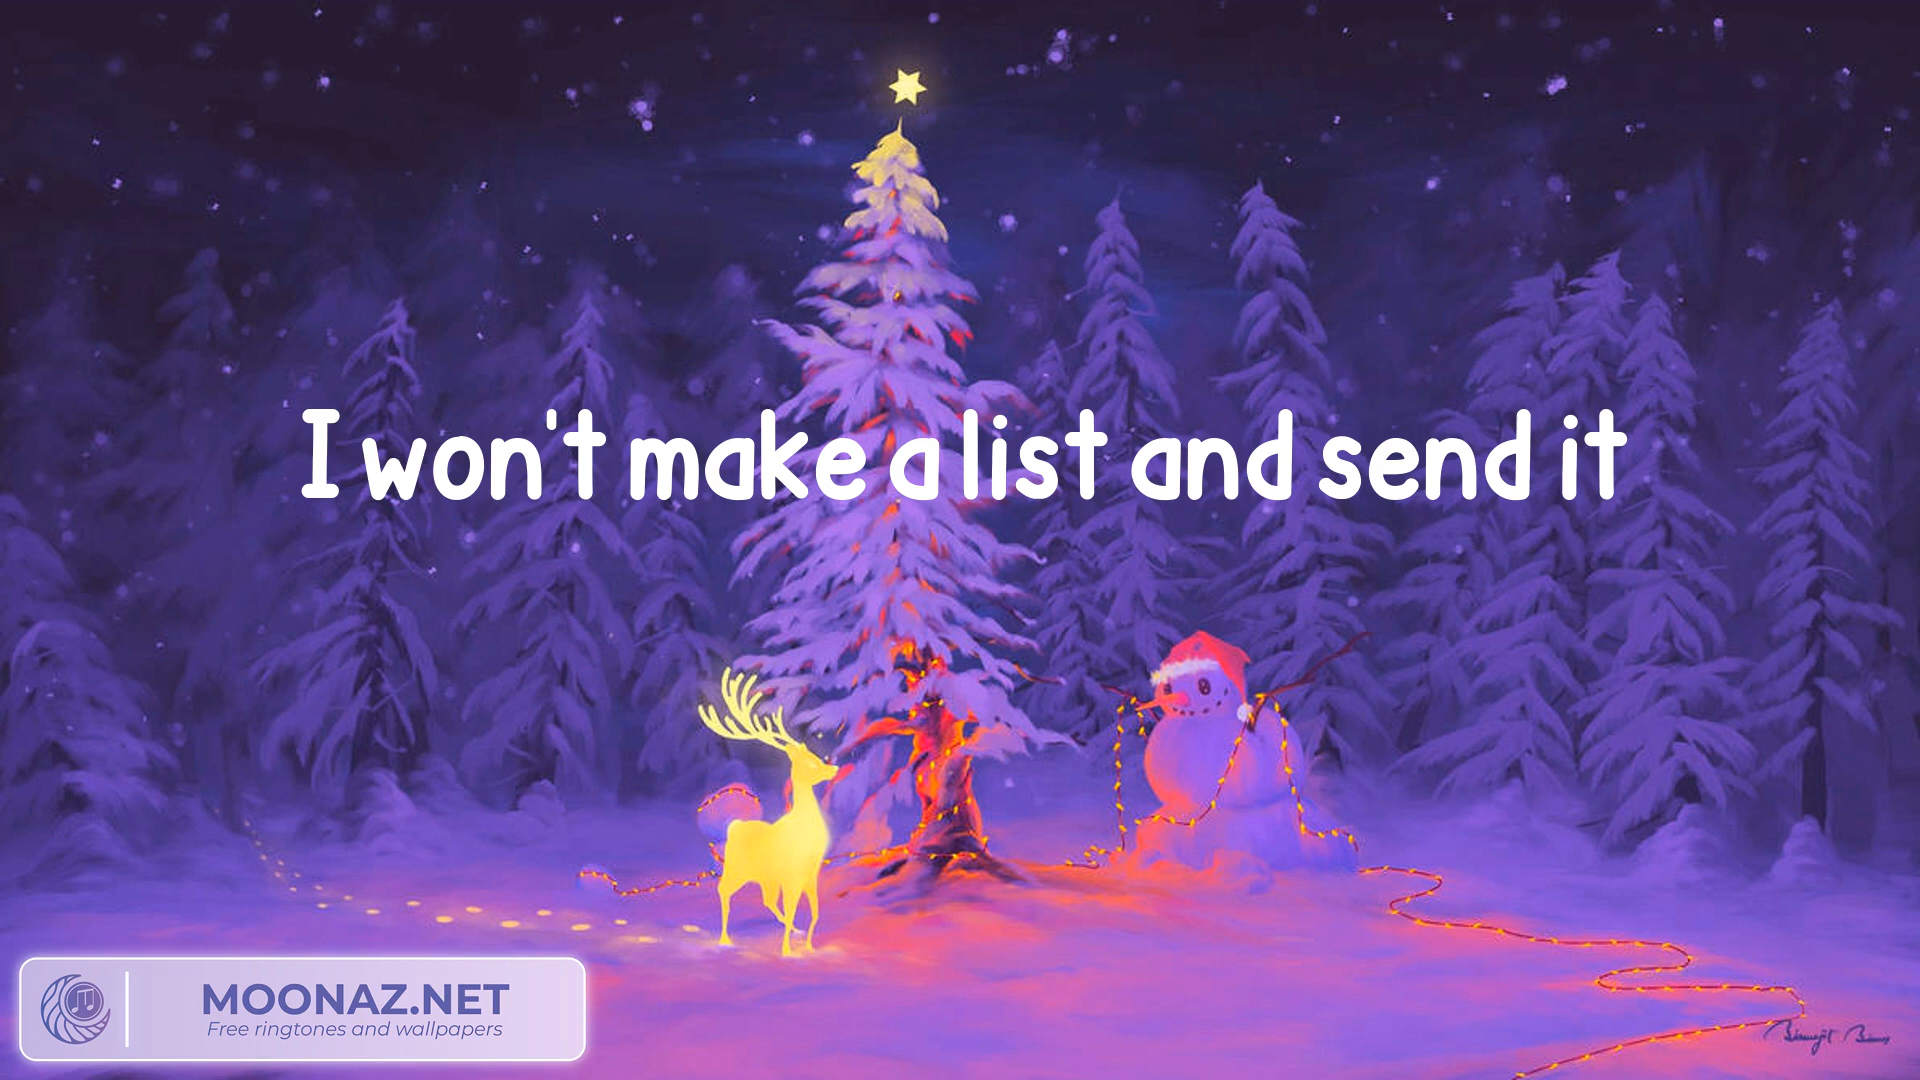 I won't make a list and send it
MOONAZ.NET
Free ringtones and wallpapers